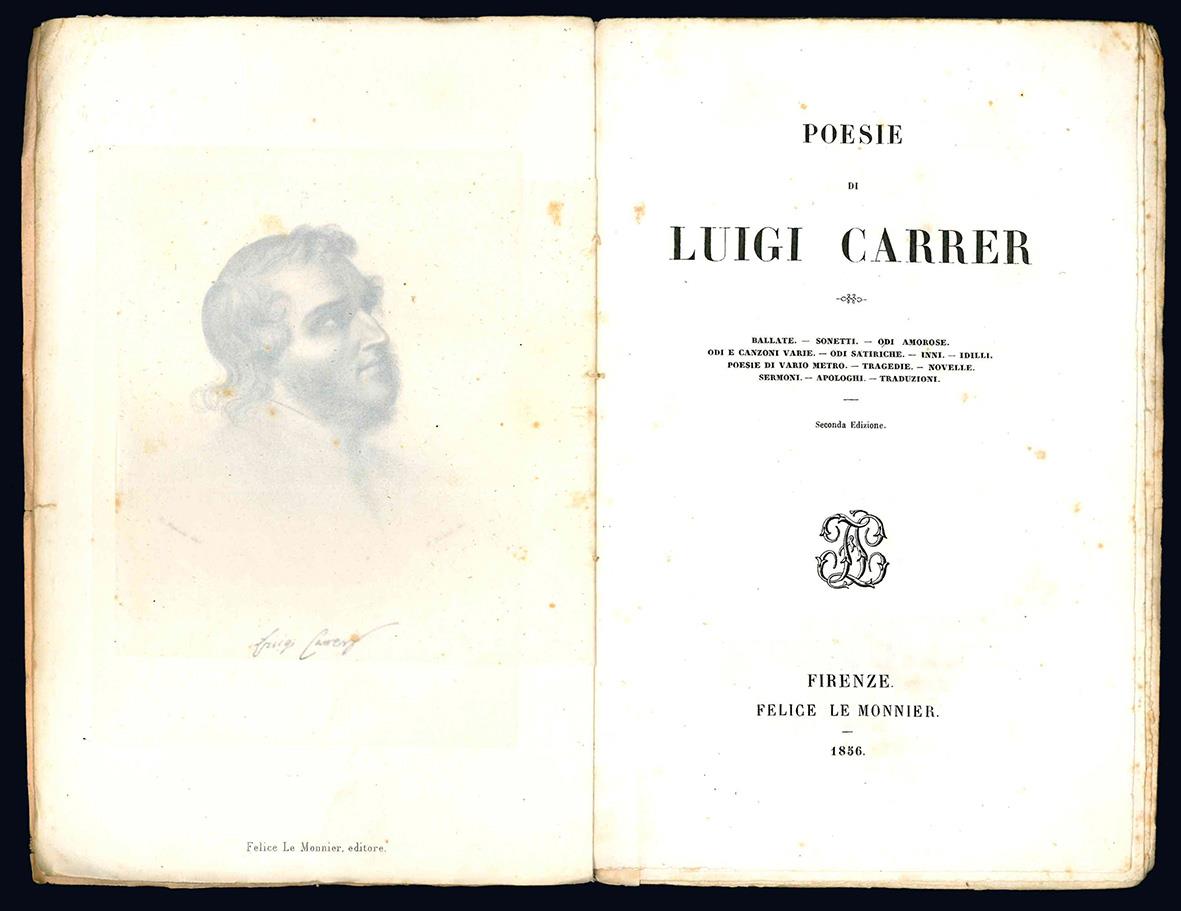 Luigi Carrer
Felice Le Monnier, editore.
POESIE
DI
LUIGI CARRER
BALLATE. — SONETTI. — ODI AMOROSE.
ODI E CANZONI VARIE. — ODI SATIRICHE. — INNI. — IDILLI.
POESIE DI VARIO METRO. — TRAGEDIE. — NOVELLE.
SERMONI. — APOLOGHI. — TRADUZIONI.
Seconda Edizione.
FIRENZE.
FELICE LE MONNIER.
1856.